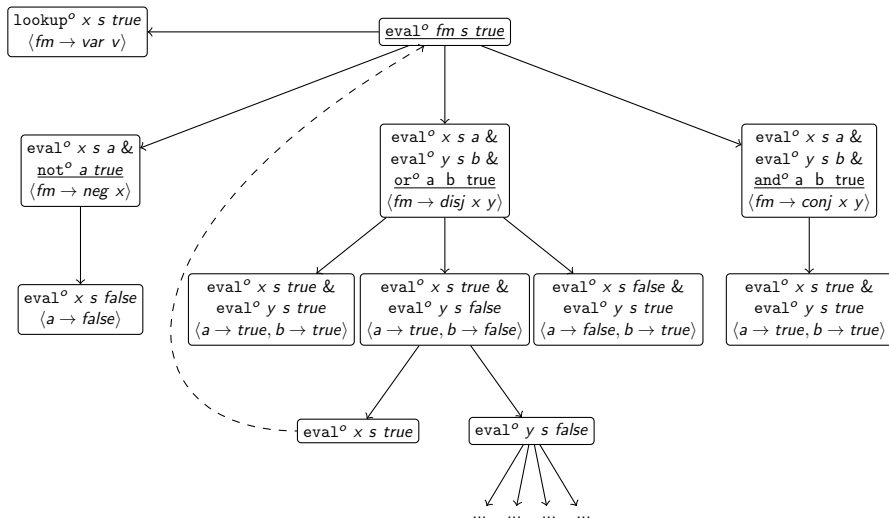 lookupᵒ x s true
⟨fm → var v⟩
evalᵒ fm s true
evalᵒ x s a &
notᵒ a true
⟨fm → neg x⟩
evalᵒ x s a &
evalᵒ y s b &
orᵒ a b true
⟨fm → disj x y⟩
evalᵒ x s a &
evalᵒ y s b &
andᵒ a b true
⟨fm → conj x y⟩
evalᵒ x s false
⟨a → false⟩
evalᵒ x s true &
evalᵒ y s true
⟨a → true, b → true⟩
evalᵒ x s true &
evalᵒ y s false
⟨a → true, b → false⟩
evalᵒ x s false &
evalᵒ y s true
⟨a → false, b → true⟩
evalᵒ x s true &
evalᵒ y s true
⟨a → true, b → true⟩
evalᵒ x s true
evalᵒ y s false
... ... ... ...